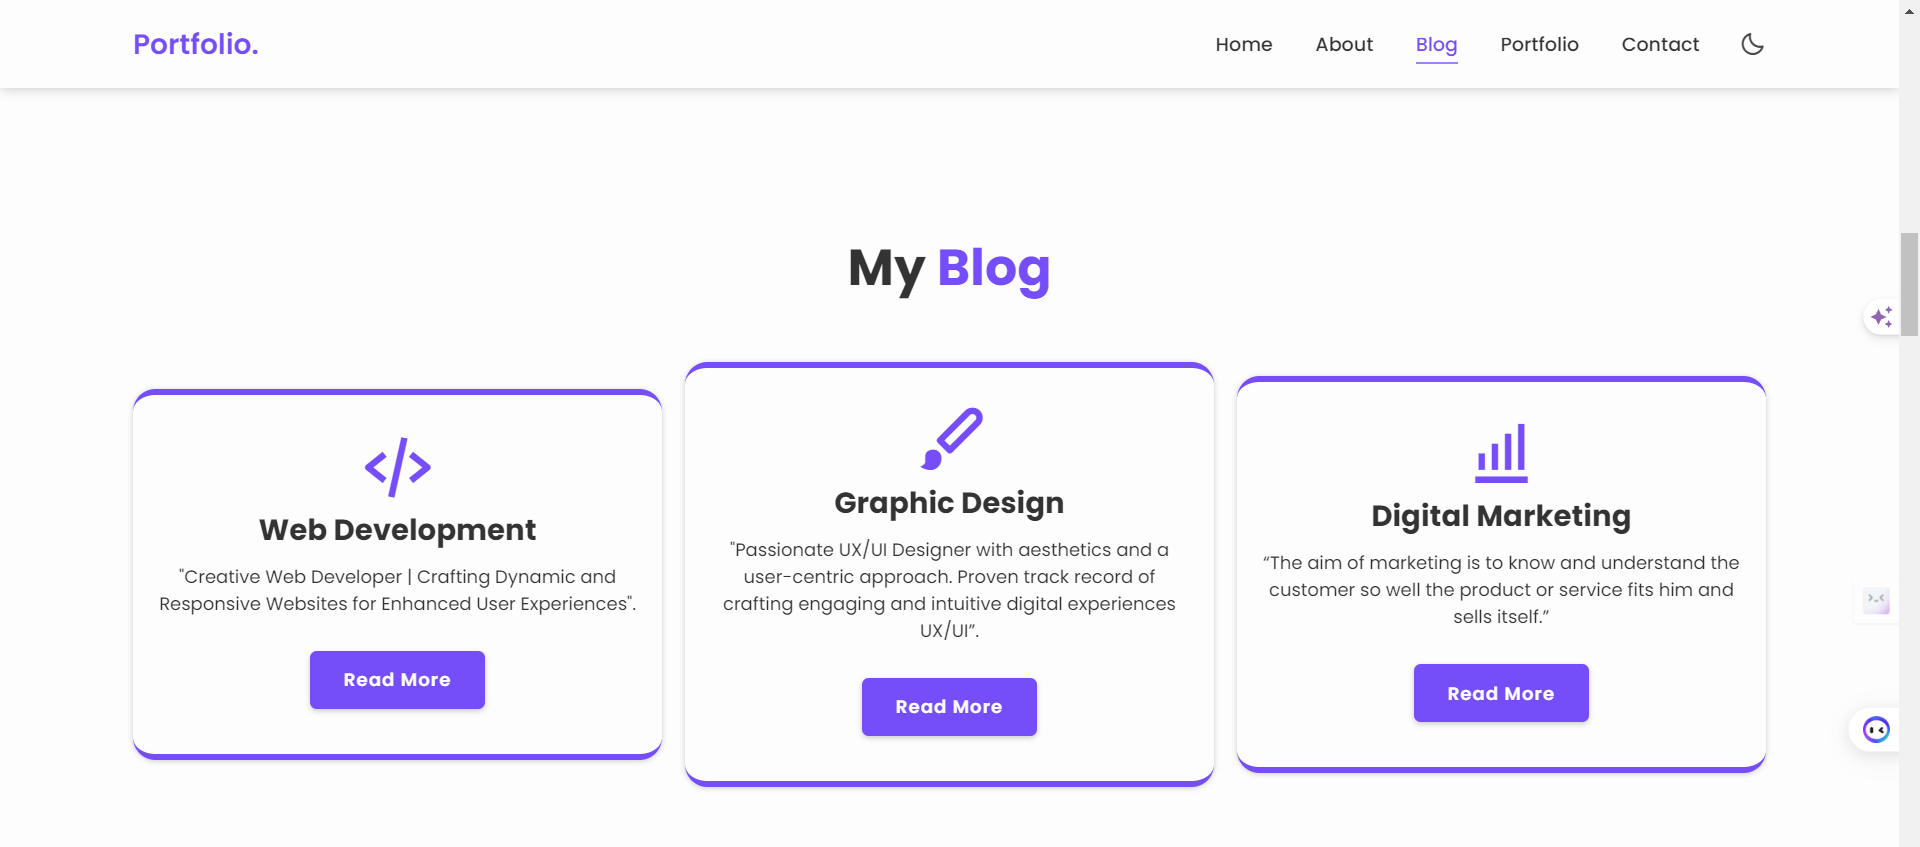 Portfolio.
Home
About
Blog
Portfolio
Contact
My Blog
Web Development
"Creative Web Developer | Crafting Dynamic and
Responsive Websites for Enhanced User Experiences".
Read More
Graphic Design
"Passionate UX/UI Designer with aesthetics and a
user-centric approach. Proven track record of
crafting engaging and intuitive digital experiences
UX/UI”.
Read More
Digital Marketing
“The aim of marketing is to know and understand the
customer so well the product or service fits him and
sells itself.”
Read More